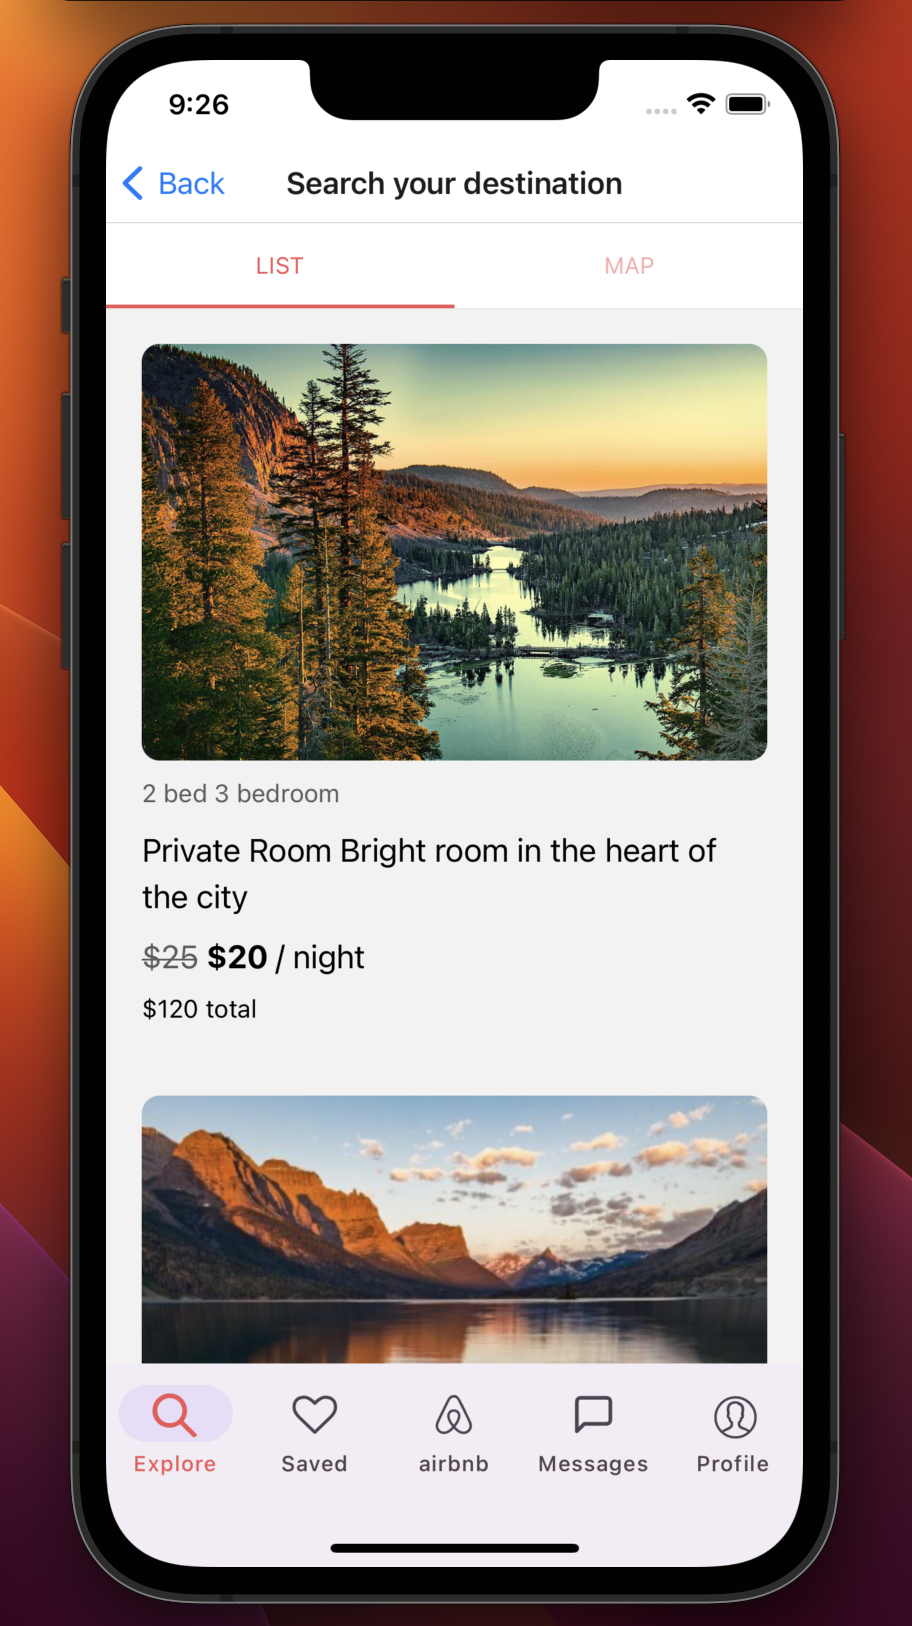 9:26
Back
Search your destination
LIST
MAP
2 bed 3 bedroom
Private Room Bright room in the heart of
the city
$25 $20 / night
$120 total
Explore
Saved
airbnb
Messages
Profile